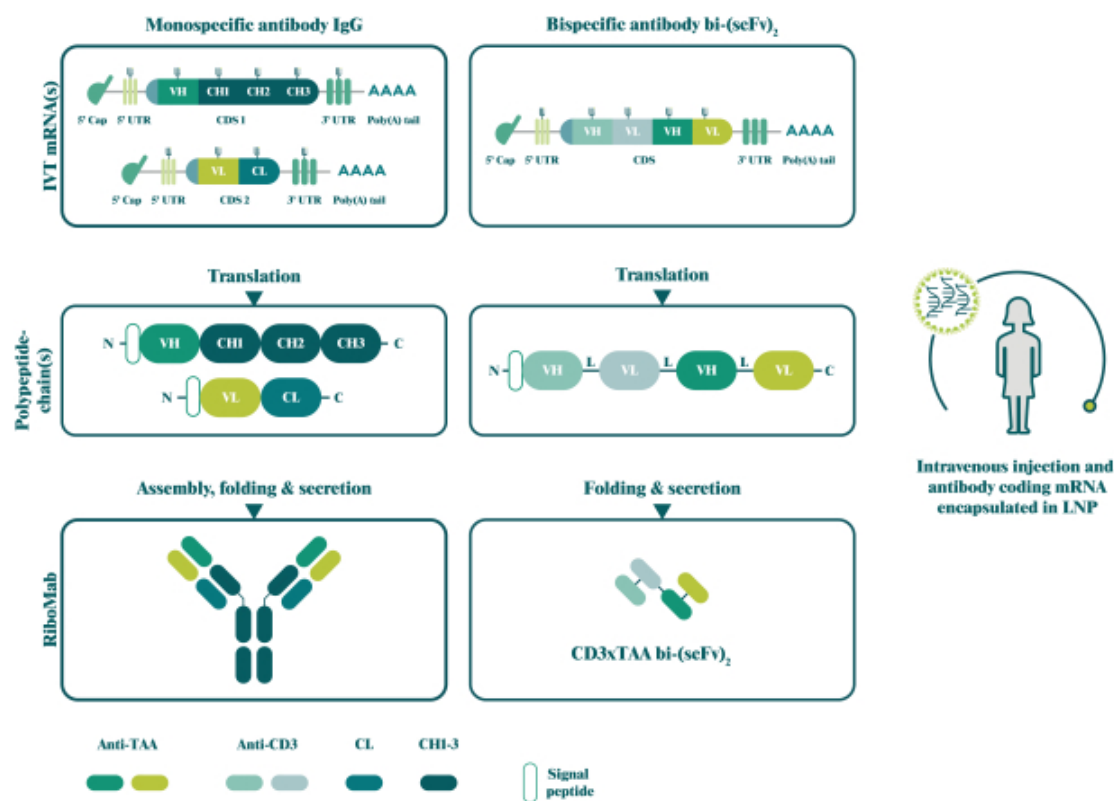 Monospecific antibody IgG
Bispecific antibody bi-(scFv)2
IVT mRNA(s)
VH CH1 CH2 CH3 AAAA
5' Cap 5' UTR CDS 1 3' UTR Poly(A) tail
VL CL AAAA
5' Cap 5' UTR CDS 2 3' UTR Poly(A) tail
VH VL VH VL AAAA
5' Cap 5' UTR CDS 3' UTR Poly(A) tail
Translation
Translation
Polypeptide-
chain(s)
N VH CH1 CH2 CH3 C
N VL CL C
N VH L VL L VH L VL C
Intravenous injection and
antibody coding mRNA
encapsulated in LNP
Assembly, folding & secretion
Folding & secretion
RiboMab
CD3xTAA bi-(scFv)2
Anti-TAA Anti-CD3 CL CH1-3
Signal
peptide